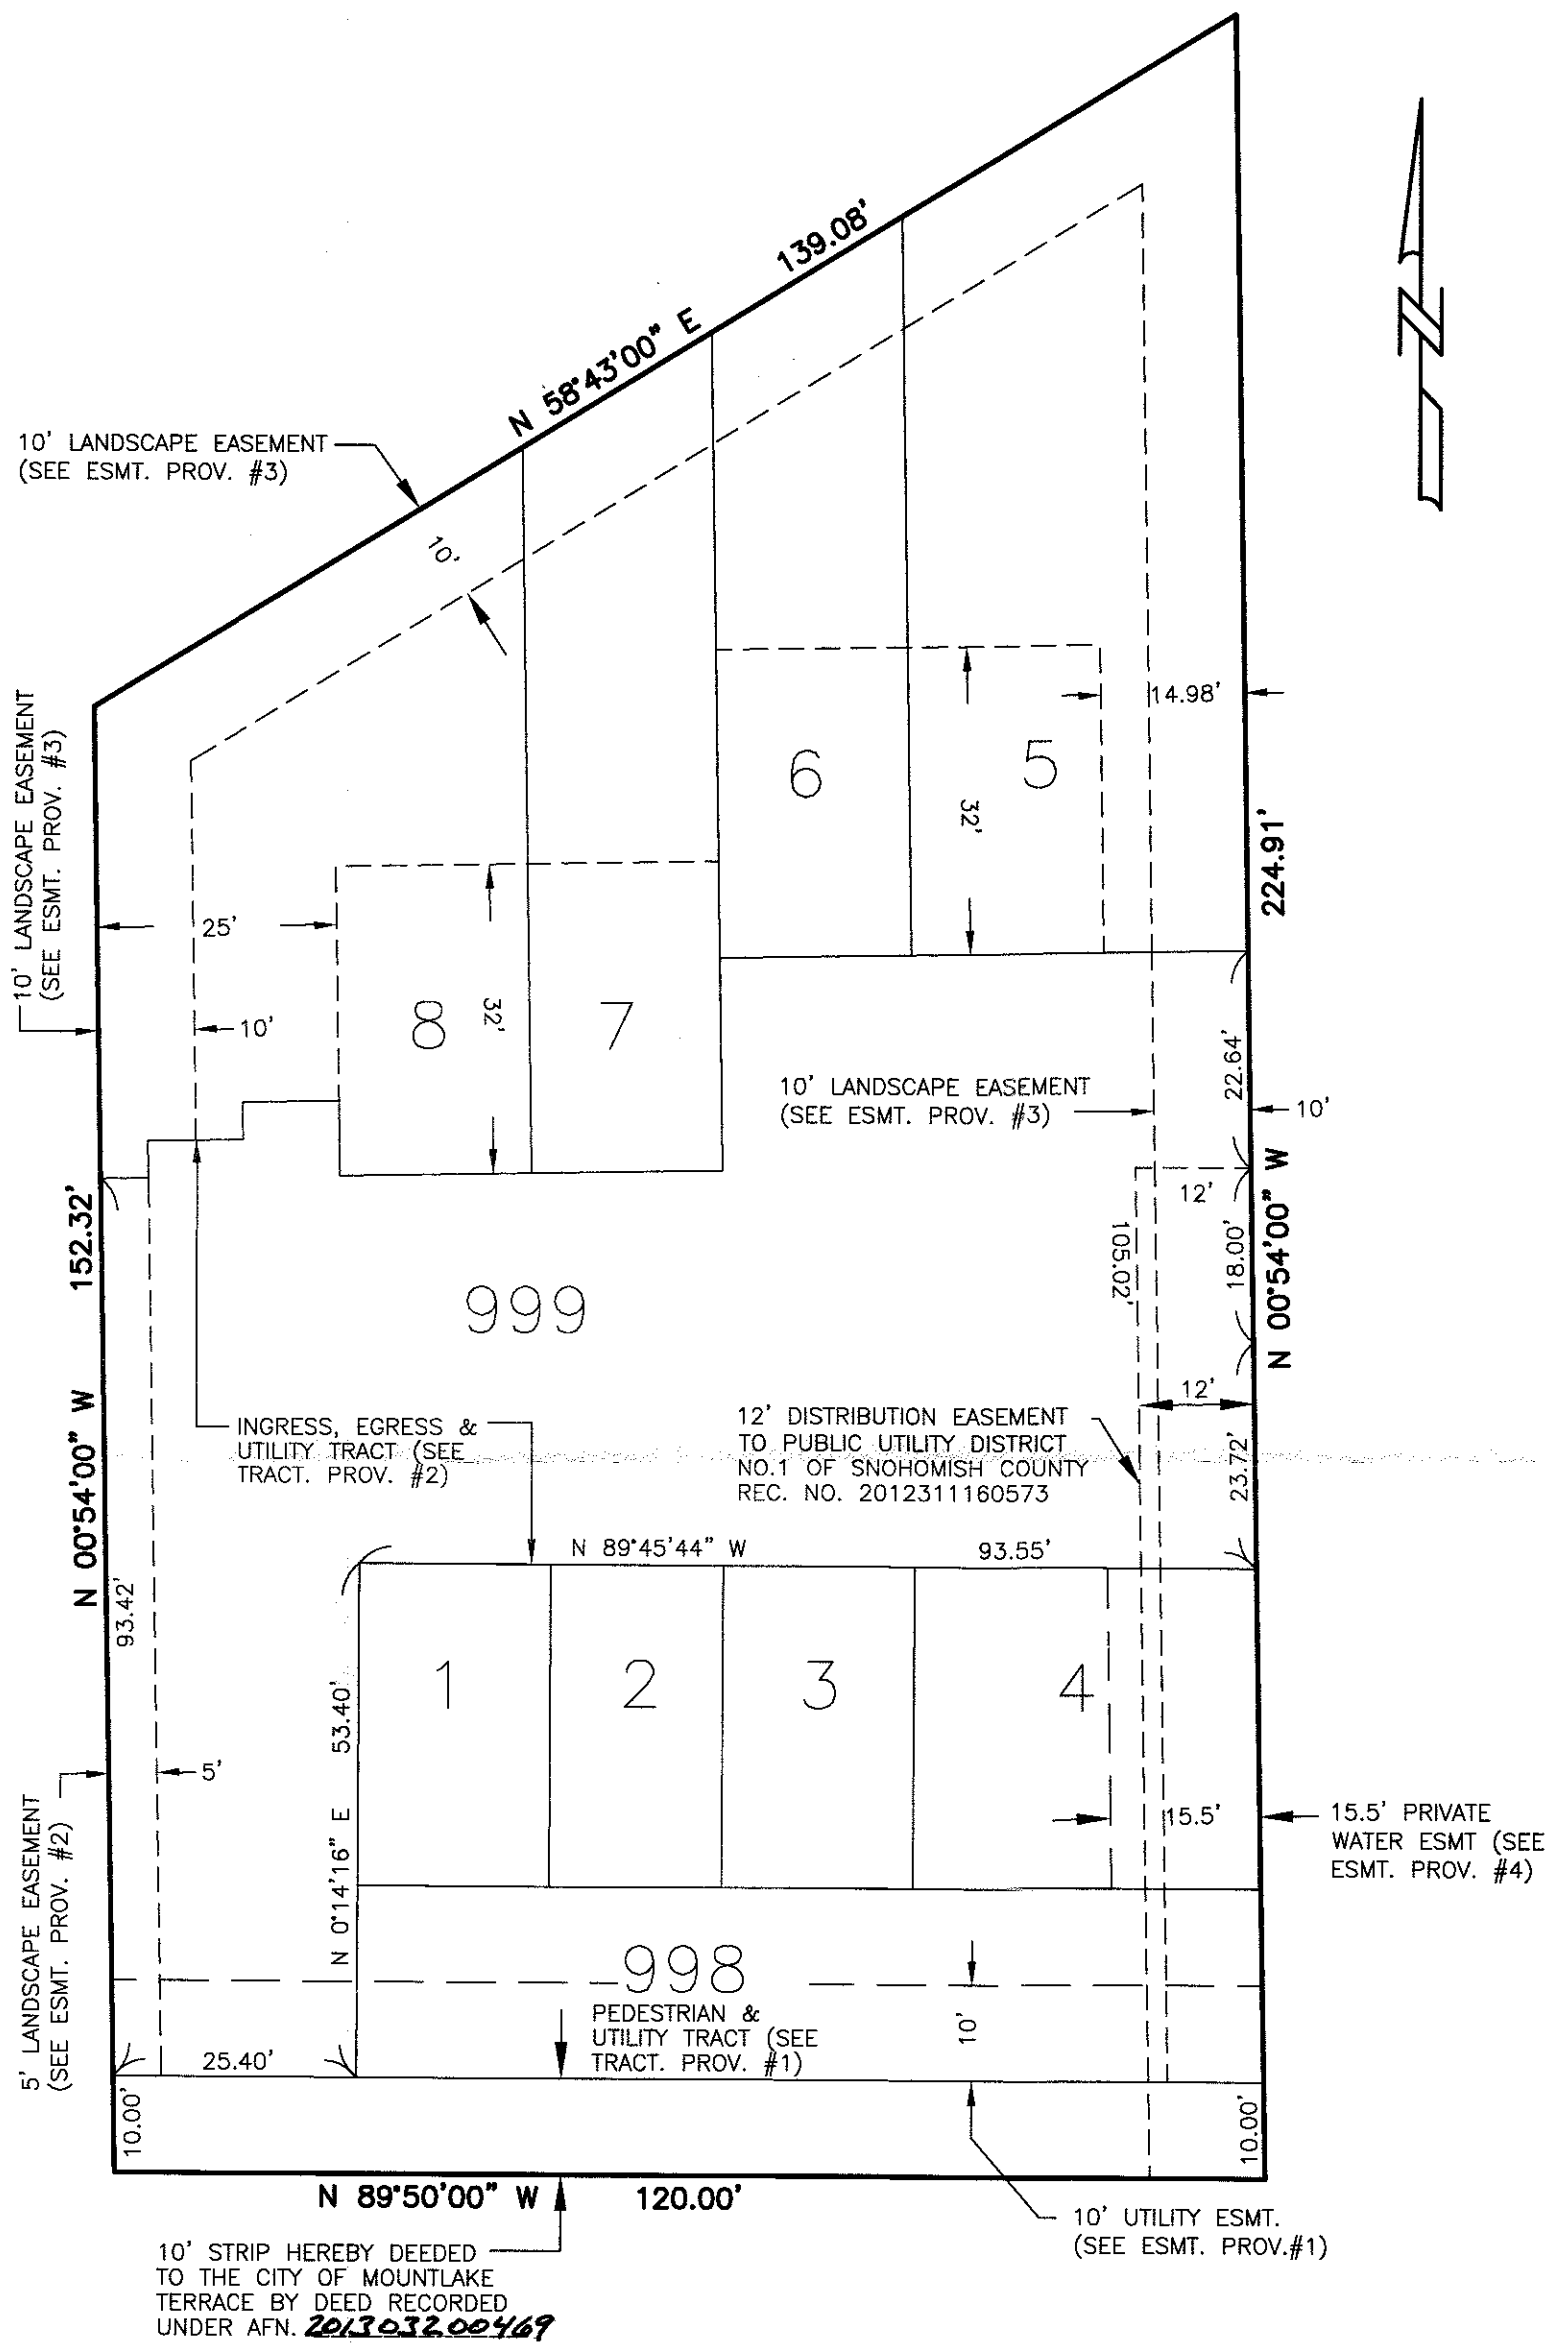 139.08'
N 58°43'00" E
10' LANDSCAPE EASEMENT
(SEE ESMT. PROV. #3)
10'
14.98'
6
5
32'
10' LANDSCAPE EASEMENT
(SEE ESMT. PROV. #3)
224.91'
25'
8
32'
7
10'
22.64'
10' LANDSCAPE EASEMENT
(SEE ESMT. PROV. #3)
10'
152.32'
12'
105.02'
18.00'
N 00°54'00" W
999
N 00°54'00" W
12'
INGRESS, EGRESS &
UTILITY TRACT (SEE
TRACT. PROV. #2)
12' DISTRIBUTION EASEMENT
TO PUBLIC UTILITY DISTRICT
NO.1 OF SNOHOMISH COUNTY
REC. NO. 2012311160573
23.72'
N 89°45'44" W
93.55'
93.42'
1
2
3
4
53.40'
N 0°14'16" E
5'
15.5'
15.5' PRIVATE
WATER ESMT (SEE
ESMT. PROV. #4)
5' LANDSCAPE EASEMENT
(SEE ESMT. PROV. #2)
998
PEDESTRIAN &
UTILITY TRACT (SEE
TRACT. PROV. #1)
10'
25.40'
10.00'
10.00'
N 89°50'00" W
120.00'
10' UTILITY ESMT.
(SEE ESMT. PROV.#1)
10' STRIP HEREBY DEEDED
TO THE CITY OF MOUNTLAKE
TERRACE BY DEED RECORDED
UNDER AFN. 201303200469
N